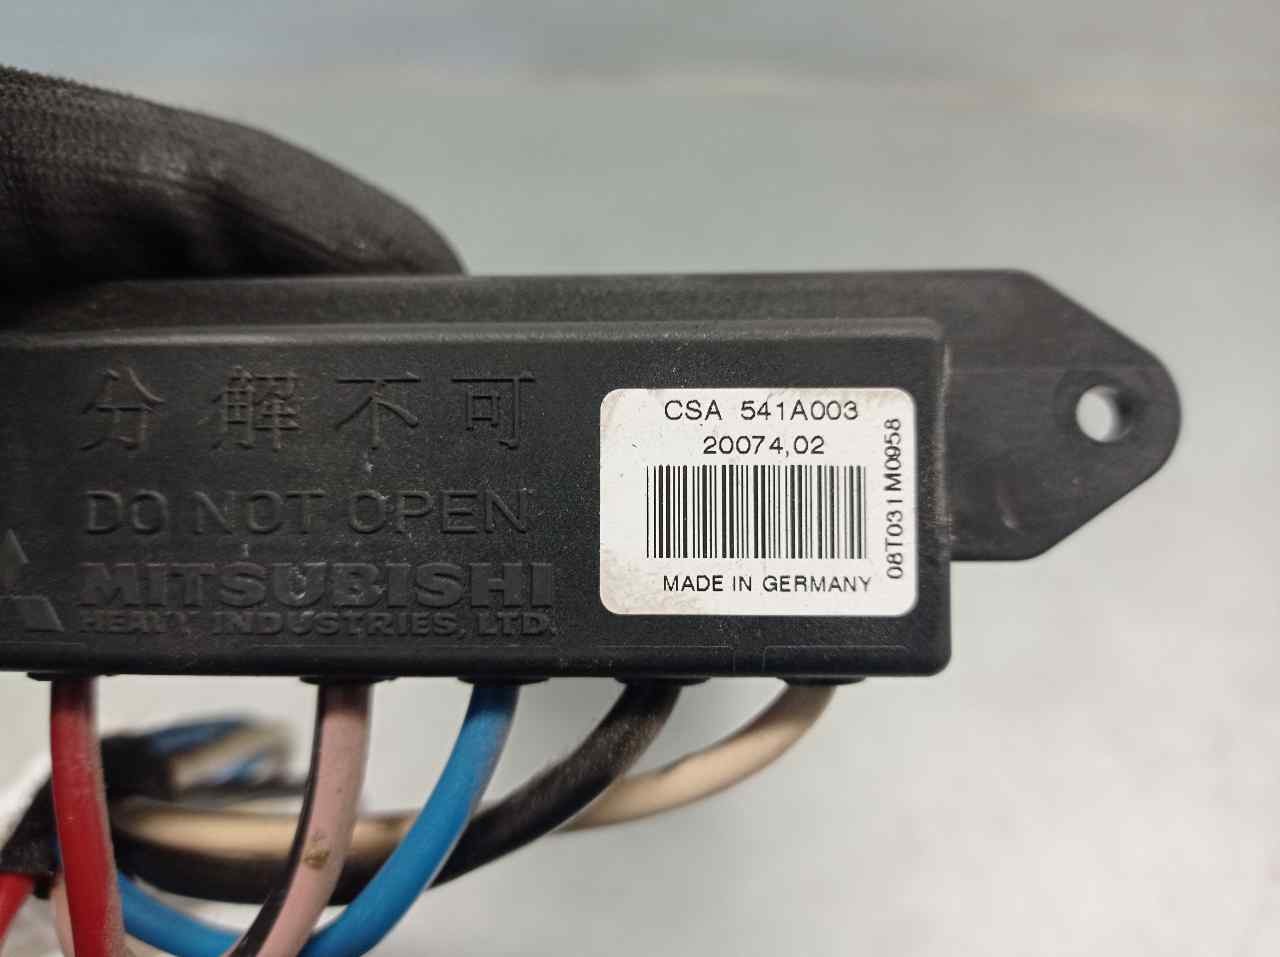 分解不可
DO NOT OPEN
MITSUBISHI
HEAVY INDUSTRIES, LTD.
CSA 541A003
20074,02
MADE IN GERMANY
08T031M0958